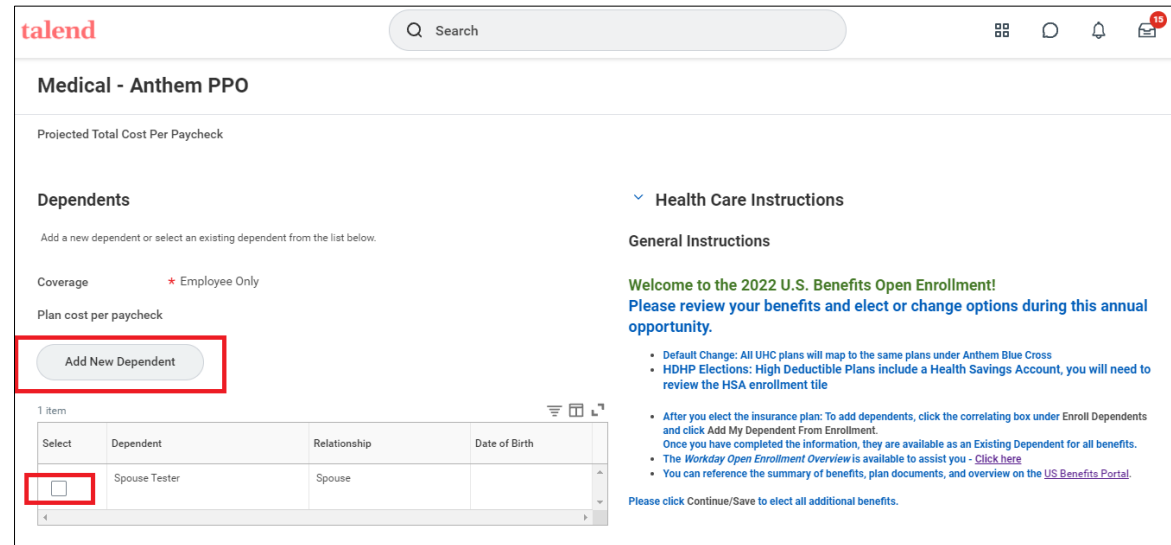 talend
Search
15
Medical - Anthem PPO
Projected Total Cost Per Paycheck
Dependents
Add a new dependent or select an existing dependent from the list below.
Coverage * Employee Only
Plan cost per paycheck
Add New Dependent
1 item
Select Dependent Relationship Date of Birth
Spouse Tester Spouse
Health Care Instructions
General Instructions
Welcome to the 2022 U.S. Benefits Open Enrollment!
Please review your benefits and elect or change options during this annual
opportunity.
• Default Change: All UHC plans will map to the same plans under Anthem Blue Cross
• HDHP Elections: High Deductible Plans include a Health Savings Account, you will need to
review the HSA enrollment tile
• After you elect the insurance plan: To add dependents, click the correlating box under Enroll Dependents
and click Add My Dependent From Enrollment.
Once you have completed the information, they are available as an Existing Dependent for all benefits.
• The Workday Open Enrollment Overview is available to assist you - Click here
• You can reference the summary of benefits, plan documents, and overview on the US Benefits Portal.
Please click Continue/Save to elect all additional benefits.